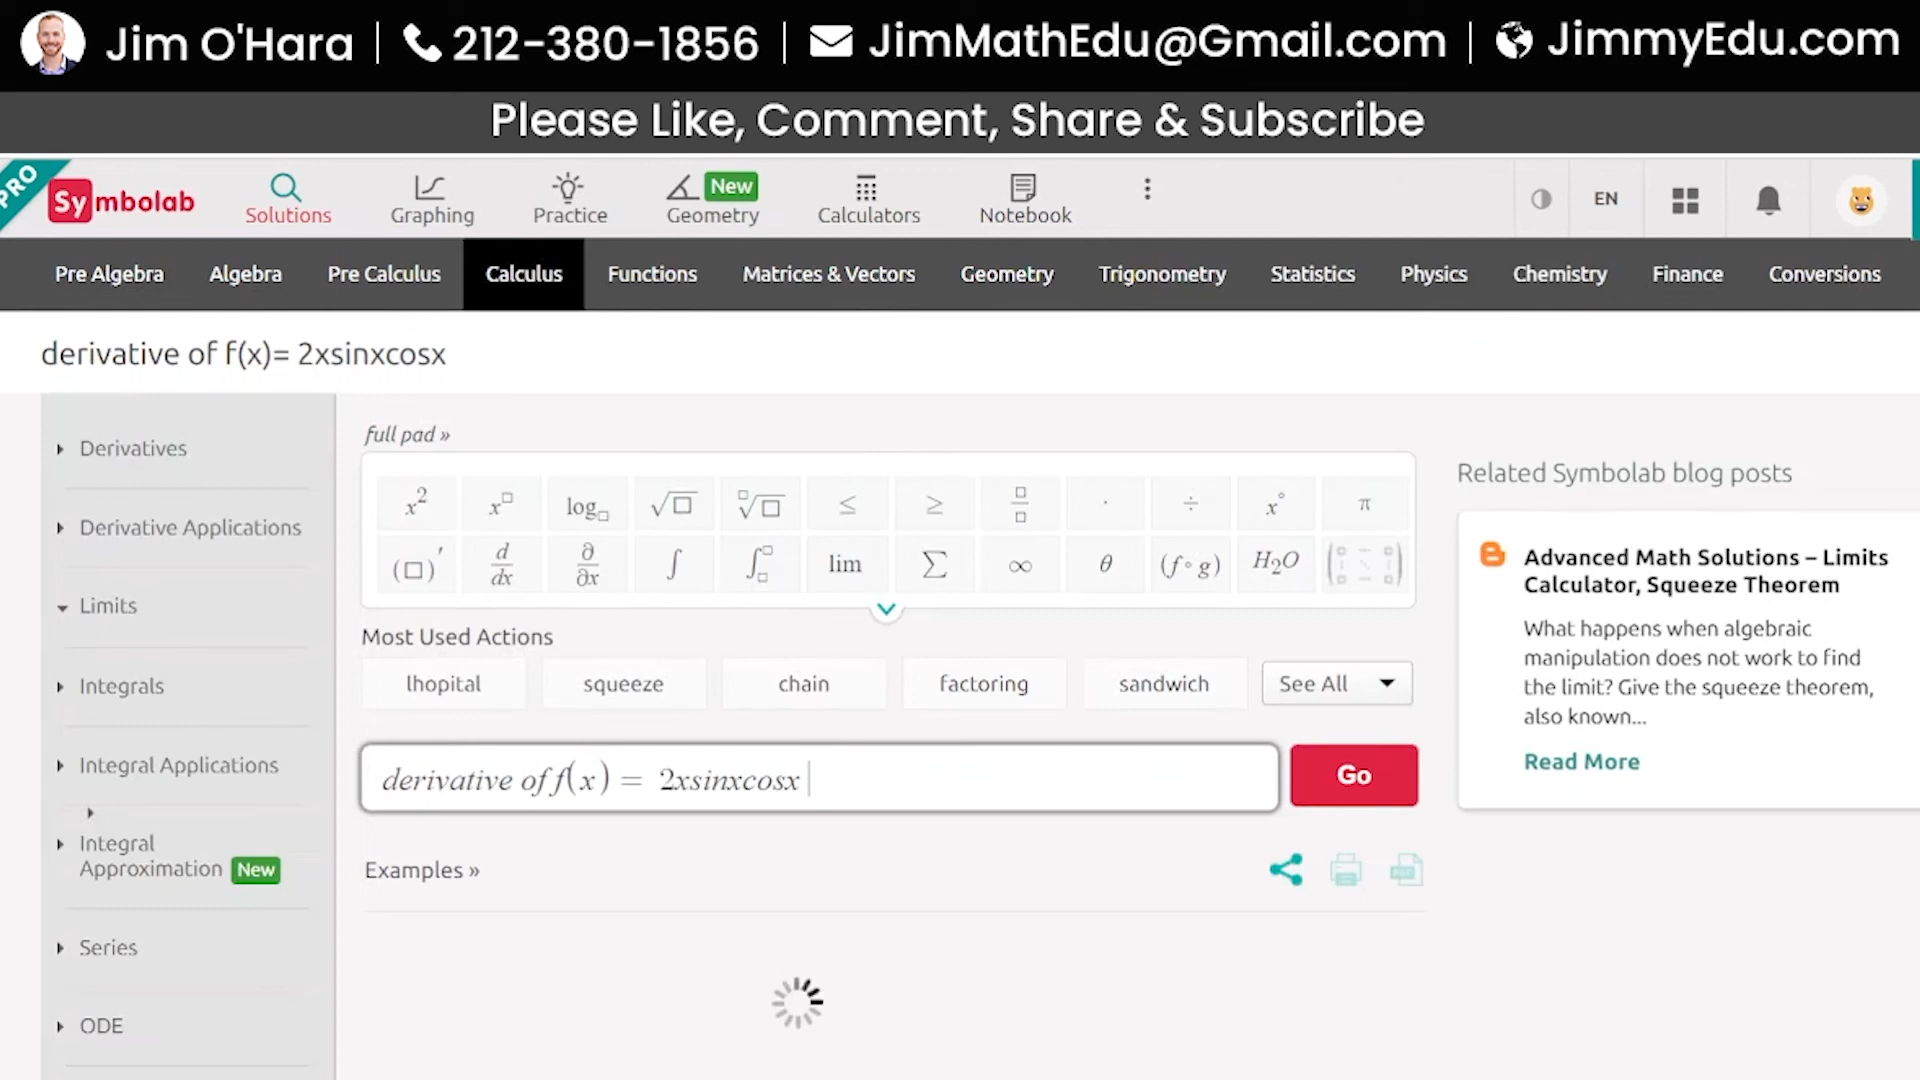 Jim O'Hara | 212-380-1856 | JimMathEdu@Gmail.com | JimmyEdu.com
Please Like, Comment, Share & Subscribe
PRO
Symbolab
Solutions
Graphing
Practice
New
Geometry
Calculators
Notebook
EN
Pre Algebra Algebra Pre Calculus Calculus Functions Matrices & Vectors Geometry Trigonometry Statistics Physics Chemistry Finance Conversions
derivative of f(x)= 2xsinxcosx
Derivatives
Derivative Applications
Limits
Integrals
Integral Applications
Integral
Approximation New
Series
ODE
full pad »
x² x^□ log□ √□ □√□ ≤ ≥ □/□ · ÷ x° π
(□)′ d/dx ∂/∂x ∫ ∫□□ lim ∑ ∞ θ (f∘g) H₂O
Most Used Actions
lhopital squeeze chain factoring sandwich See All
derivative of f(x) = 2xsinxcosx
Go
Examples »
Related Symbolab blog posts
Advanced Math Solutions – Limits
Calculator, Squeeze Theorem
What happens when algebraic
manipulation does not work to find
the limit? Give the squeeze theorem,
also known...
Read More